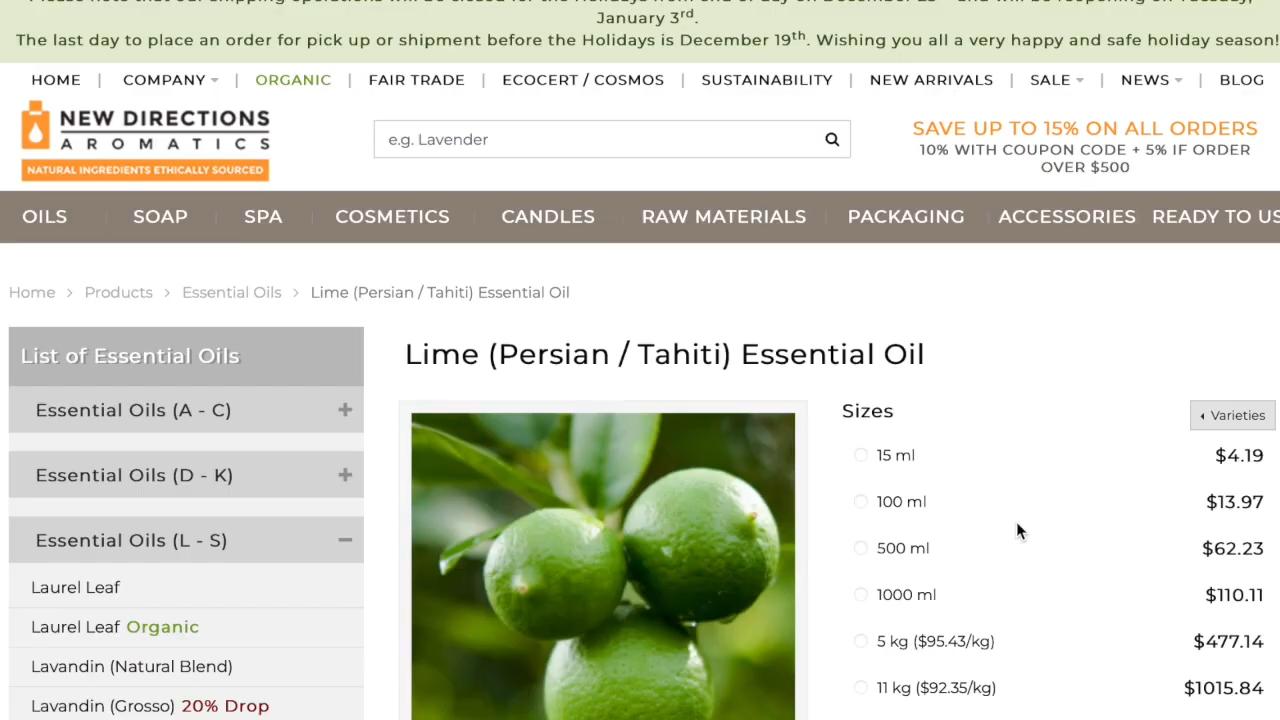 January 3rd.
The last day to place an order for pick up or shipment before the Holidays is December 19th. Wishing you all a very happy and safe holiday season!
HOME | COMPANY | ORGANIC | FAIR TRADE | ECOCERT / COSMOS | SUSTAINABILITY | NEW ARRIVALS | SALE | NEWS | BLOG
NEW DIRECTIONS
AROMATICS
NATURAL INGREDIENTS ETHICALLY SOURCED
e.g. Lavender
SAVE UP TO 15% ON ALL ORDERS
10% WITH COUPON CODE + 5% IF ORDER
OVER $500
OILS SOAP SPA COSMETICS CANDLES RAW MATERIALS PACKAGING ACCESSORIES READY TO US
Home > Products > Essential Oils > Lime (Persian / Tahiti) Essential Oil
List of Essential Oils
Essential Oils (A - C) +
Essential Oils (D - K) +
Essential Oils (L - S) −
Laurel Leaf
Laurel Leaf Organic
Lavandin (Natural Blend)
Lavandin (Grosso) 20% Drop
Lime (Persian / Tahiti) Essential Oil
Sizes
Varieties
15 ml $4.19
100 ml $13.97
500 ml $62.23
1000 ml $110.11
5 kg ($95.43/kg) $477.14
11 kg ($92.35/kg) $1015.84